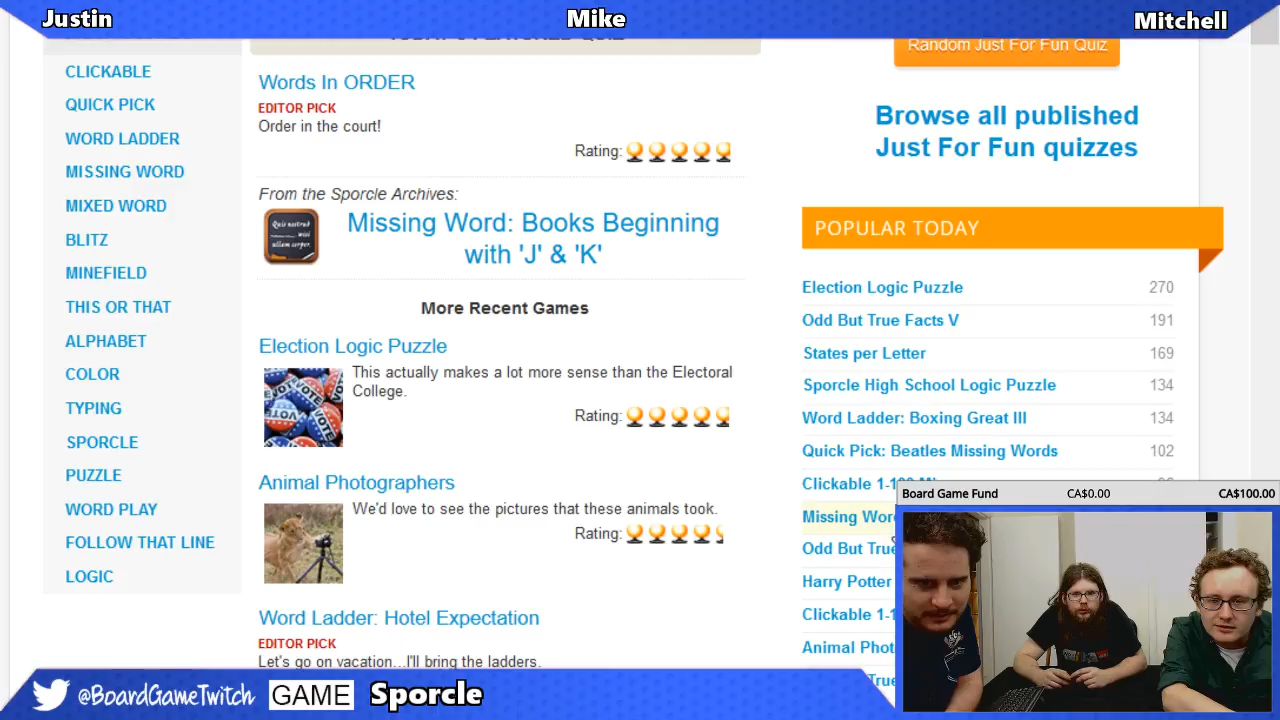 Justin
Mike
Mitchell
CLICKABLE
QUICK PICK
WORD LADDER
MISSING WORD
MIXED WORD
BLITZ
MINEFIELD
THIS OR THAT
ALPHABET
COLOR
TYPING
SPORCLE
PUZZLE
WORD PLAY
FOLLOW THAT LINE
LOGIC
Words In ORDER
EDITOR PICK
Order in the court!
Rating:
From the Sporcle Archives:
Missing Word: Books Beginning
with 'J' & 'K'
More Recent Games
Election Logic Puzzle
This actually makes a lot more sense than the Electoral
College.
Rating:
Animal Photographers
We'd love to see the pictures that these animals took.
Rating:
Word Ladder: Hotel Expectation
EDITOR PICK
Let's go on vacation...I'll bring the ladders.
Random Just For Fun Quiz
Browse all published
Just For Fun quizzes
POPULAR TODAY
Election Logic Puzzle 270
Odd But True Facts V 191
States per Letter 169
Sporcle High School Logic Puzzle 134
Word Ladder: Boxing Great III 134
Quick Pick: Beatles Missing Words 102
Clickable
Missing
Odd But True
Harry Potter
Clickable
Animal
Board Game Fund CA$0.00 CA$100.00
@BoardGameTwitch GAME Sporcle